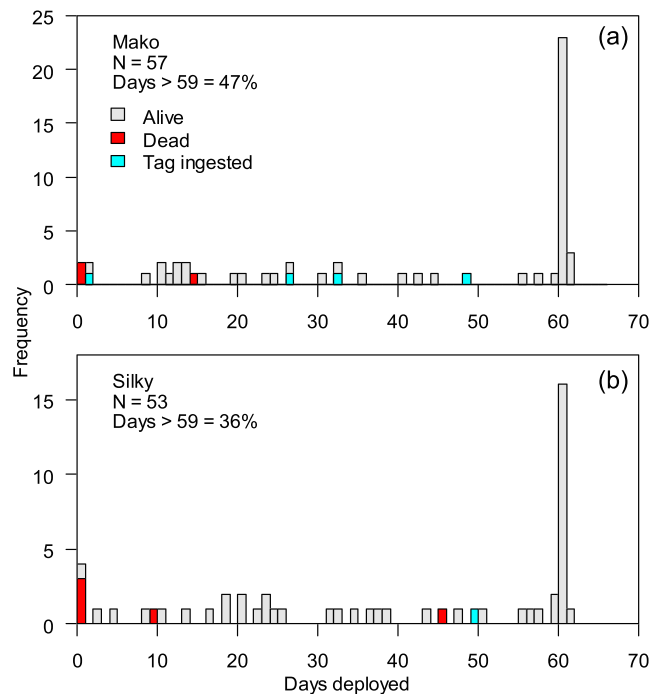 25
20
15
10
5
0
Mako
N = 57
Days > 59 = 47%
Alive
Dead
Tag ingested
(a)
0 10 20 30 40 50 60 70
Frequency
15
10
5
0
Silky
N = 53
Days > 59 = 36%
(b)
0 10 20 30 40 50 60 70
Days deployed